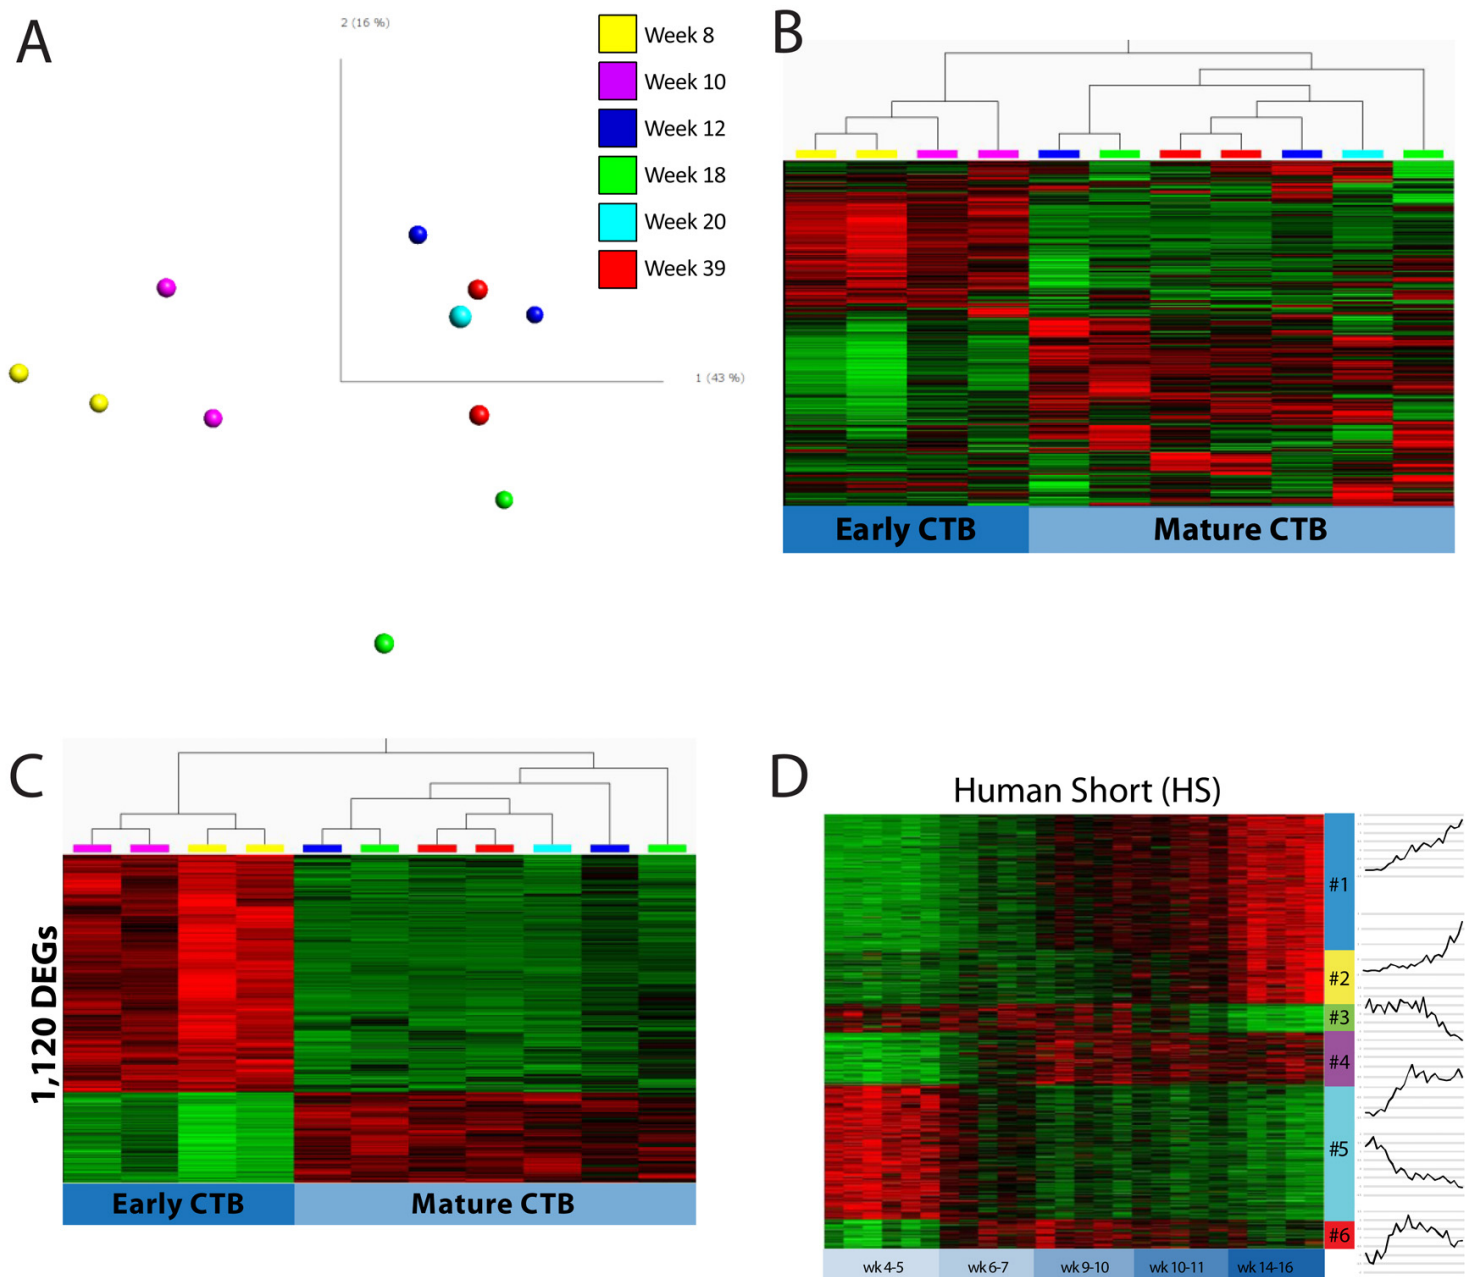 A
2 (16 %)
Week 8
Week 10
Week 12
Week 18
Week 20
Week 39
1 (43 %)
B
Early CTB
Mature CTB
C
1,120 DEGs
Early CTB
Mature CTB
D
Human Short (HS)
#1
#2
#3
#4
#5
#6
wk 4-5
wk 6-7
wk 9-10
wk 10-11
wk 14-16